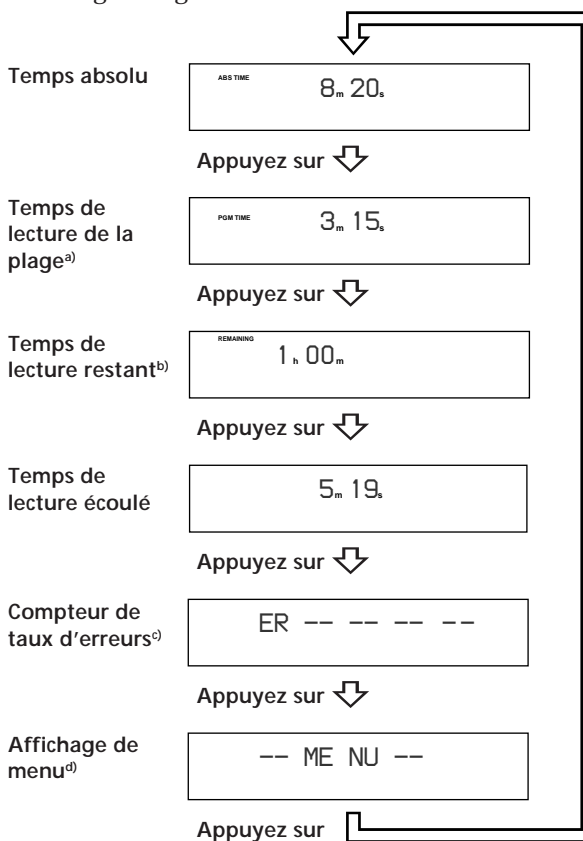 Temps absolu
ABS TIME
8m 20s
Appuyez sur
Temps de
lecture de la
plagea)
PGM TIME
3m 15s
Appuyez sur
Temps de
lecture restantb)
REMAINING
1h 00m
Appuyez sur
Temps de
lecture écoulé
5m 19s
Appuyez sur
Compteur de
taux d'erreursc)
ER -- -- -- --
Appuyez sur
Affichage de
menud)
-- ME NU --
Appuyez sur